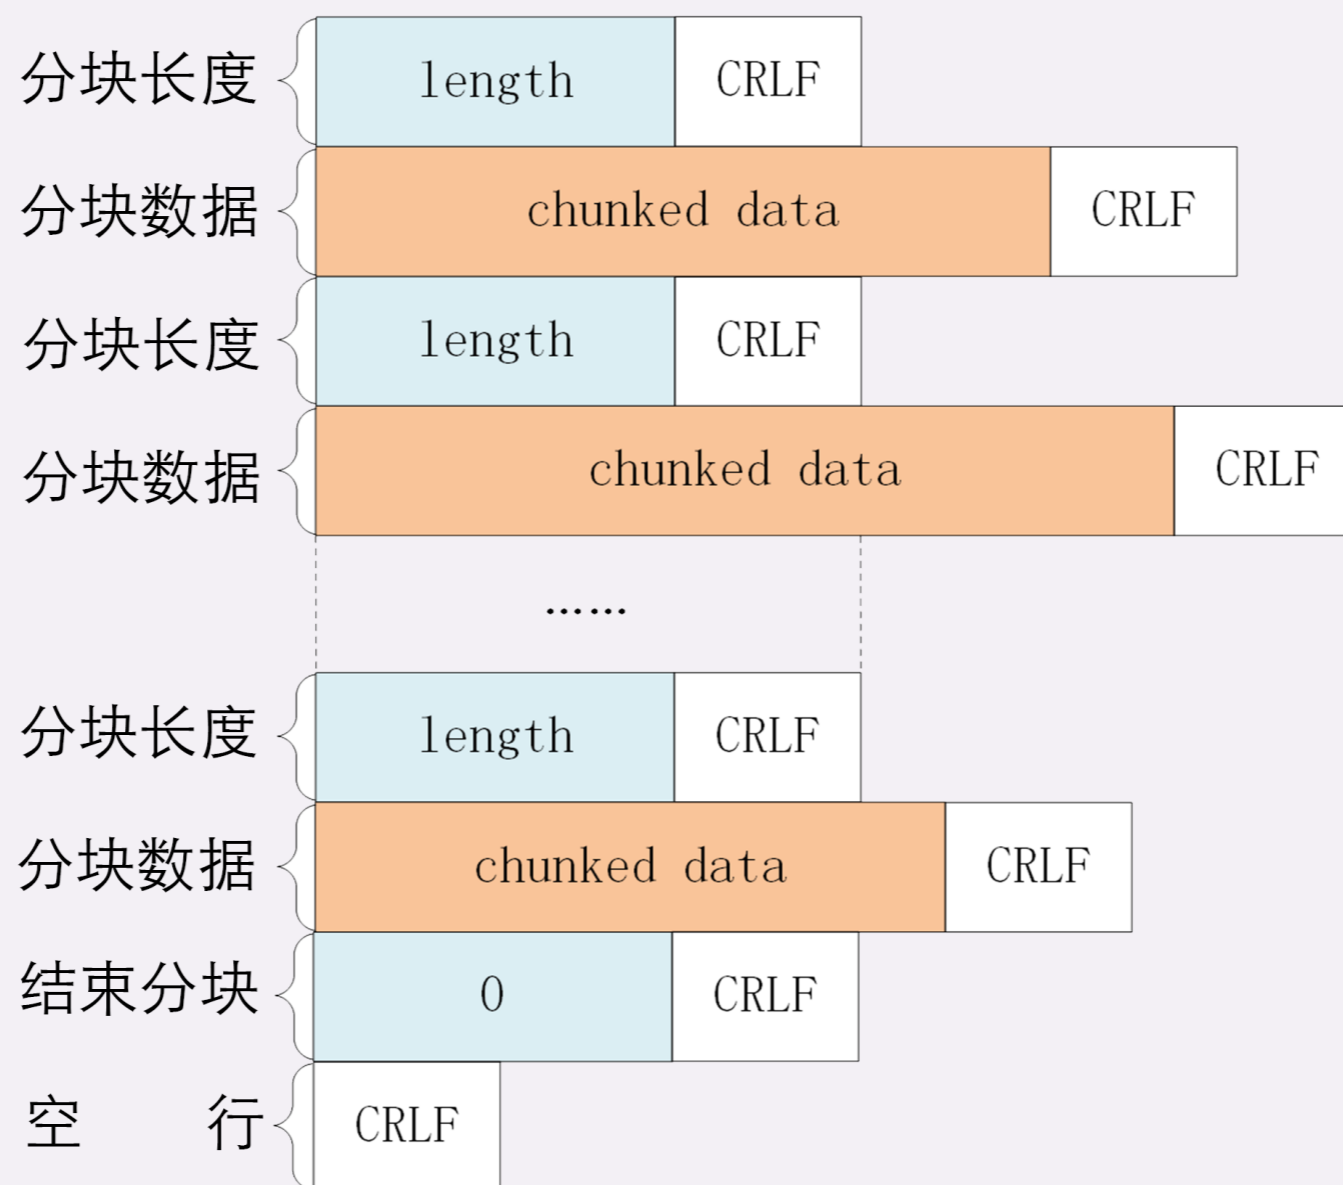 分块长度 length CRLF
分块数据 chunked data CRLF
分块长度 length CRLF
分块数据 chunked data CRLF
……
分块长度 length CRLF
分块数据 chunked data CRLF
结束分块 0 CRLF
空 行 CRLF